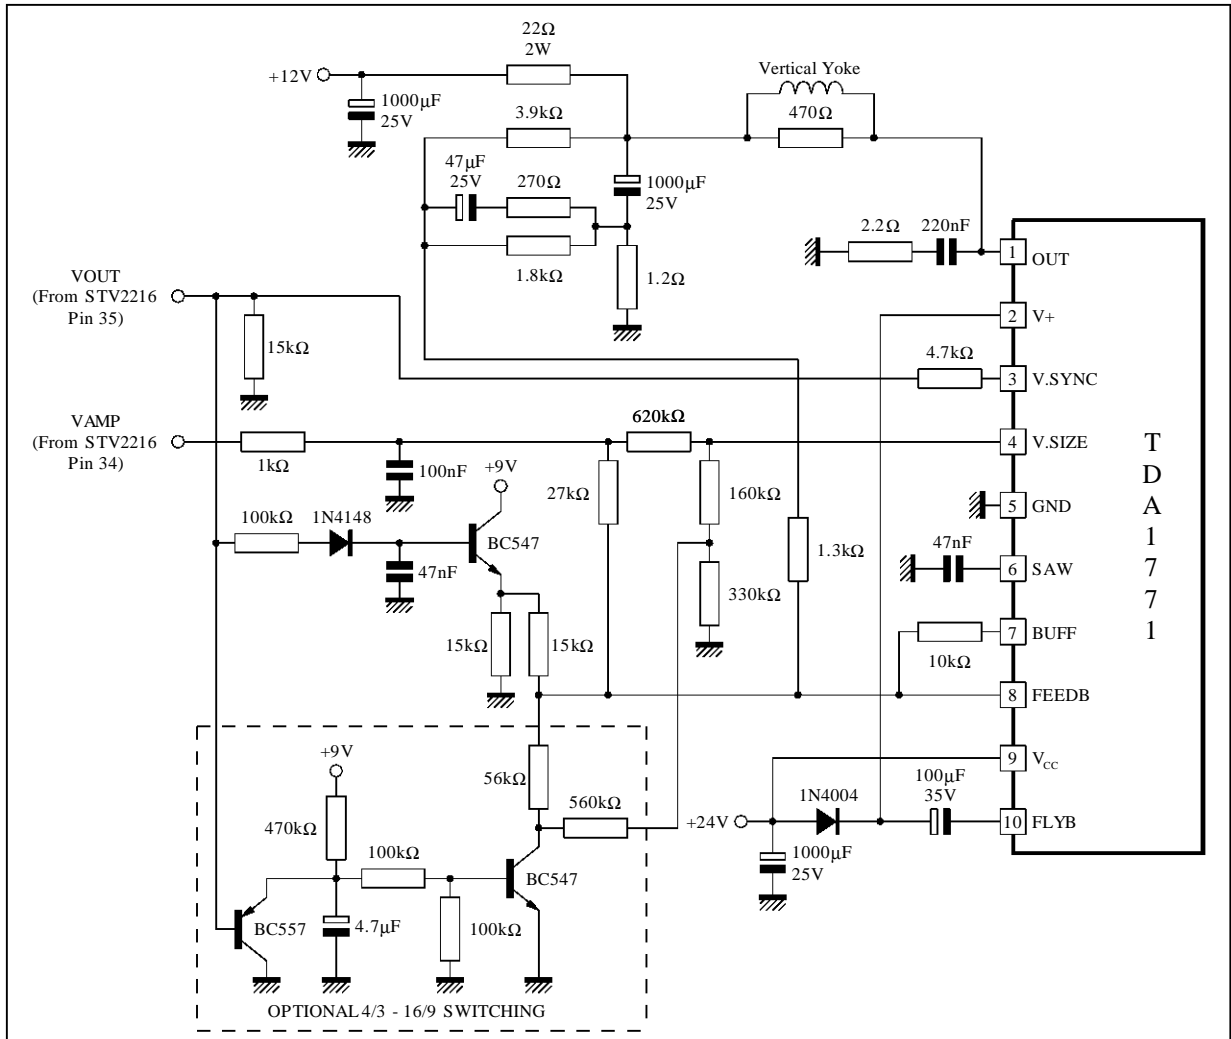 22Ω
2W
+12V
1000µF
25V
Vertical Yoke
470Ω
3.9kΩ
47µF
25V
270Ω
1000µF
25V
1.8kΩ
1.2Ω
2.2Ω
220nF
1 OUT
VOUT
(From STV2216
Pin 35)
15kΩ
2 V+
4.7kΩ
3 V.SYNC
VAMP
(From STV2216
Pin 34)
1kΩ
100nF
620kΩ
4 V.SIZE
+9V
27kΩ
160kΩ
5 GND
100kΩ
1N4148
BC547
47nF
1.3kΩ
47nF
6 SAW
330kΩ
15kΩ
15kΩ
7 BUFF
10kΩ
8 FEEDB
TDA1771
+9V
470kΩ
56kΩ
560kΩ
9 VCC
1N4004
100µF
35V
+24V
10 FLYB
1000µF
25V
100kΩ
BC547
BC557
4.7µF
100kΩ
OPTIONAL 4/3 - 16/9 SWITCHING